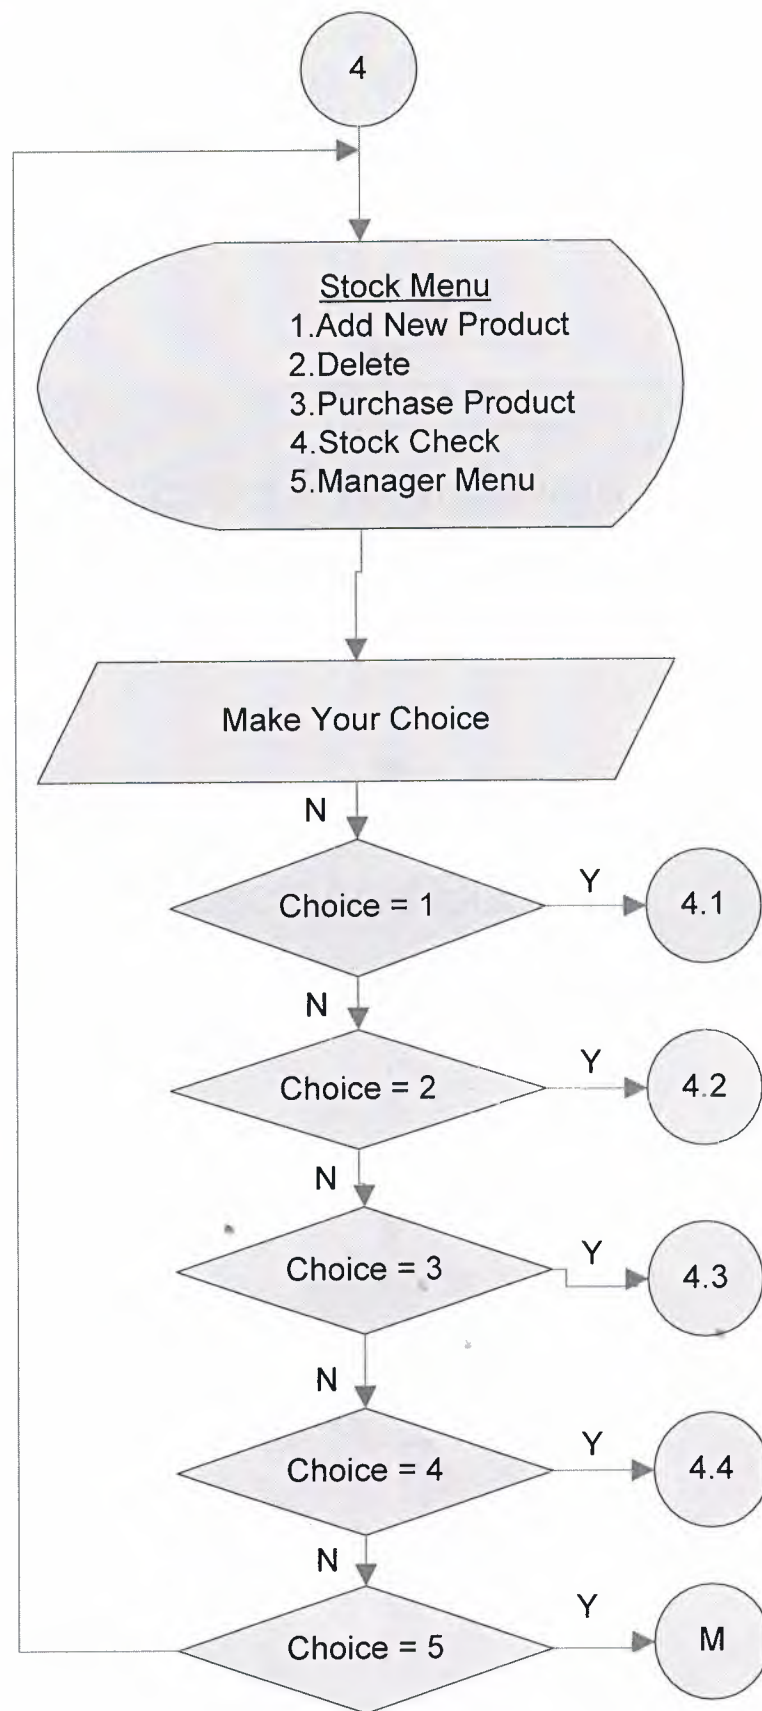 4
Stock Menu
1.Add New Product
2.Delete
3.Purchase Product
4.Stock Check
5.Manager Menu
Make Your Choice
N
Choice = 1
Y
4.1
N
Choice = 2
Y
4.2
N
Choice = 3
Y
4.3
N
Choice = 4
Y
4.4
N
Choice = 5
Y
M